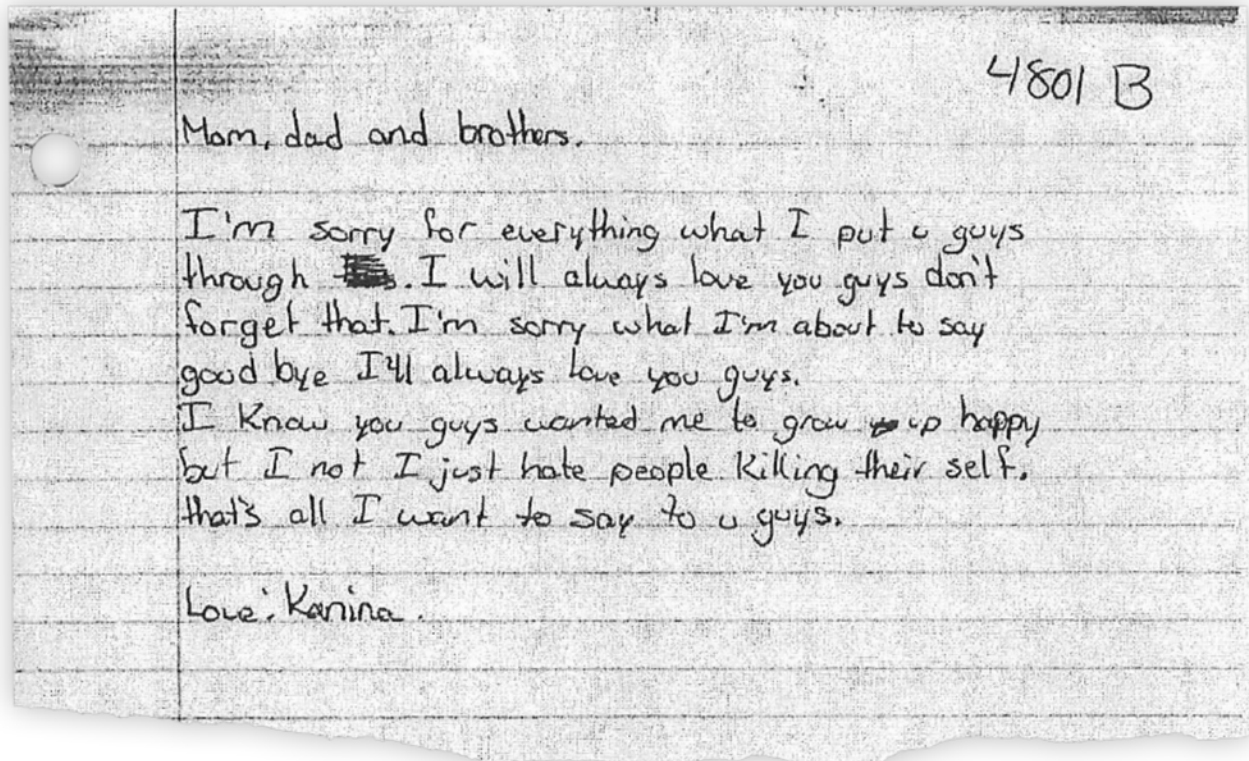 4801 B
Mom, dad and brothers.
I'm sorry for everything what I put u guys
through . I will always love you guys don't
forget that. I'm sorry what I'm about to say
good bye I'll always love you guys.
I know you guys wanted me to grow up happy
but I not I just hate people killing their self.
that's all I want to say to u guys.
Love: Kanina.